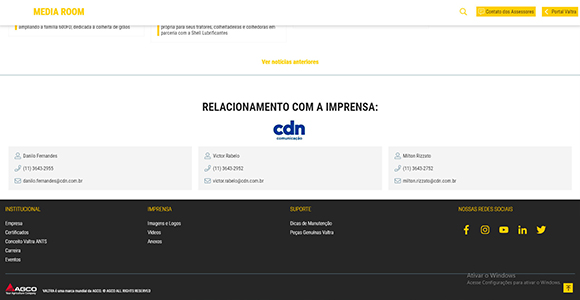 MEDIA ROOM
Contato dos Assessores
Portal Valtra
ampliando a família 500FD, dedicada à colheita de grãos
própria para seus tratores, colheitadeiras e colhedoras em
parceria com a Shell Lubrificantes
Ver notícias anteriores
RELACIONAMENTO COM A IMPRENSA:
cdn
comunicação
Danilo Fernandes
(11) 3643-2955
danilo.fernandes@cdn.com.br
Victor Rabelo
(11) 3643-2952
victor.rabelo@cdn.com.br
Milton Rizzato
(11) 3643-2752
milton.rizzato@cdn.com.br
INSTITUCIONAL
Empresa
Certificados
Conceito Valtra ANTS
Carreira
Eventos
IMPRENSA
Imagens e Logos
Vídeos
Anexos
SUPORTE
Dicas de Manutenção
Peças Genuínas Valtra
NOSSAS REDES SOCIAIS
Ativar o Windows
Acesse Configurações para ativar o Windows.
AGCO
Your Agriculture Company
VALTRA é uma marca mundial da AGCO. © AGCO ALL RIGHTS RESERVED